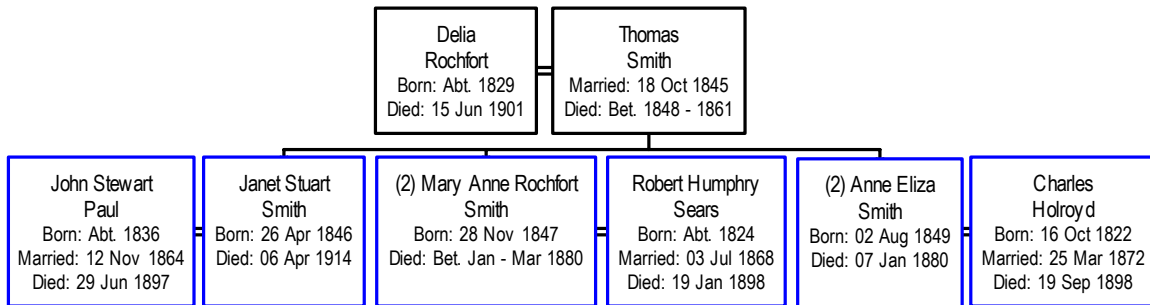 Delia
Rochfort
Born: Abt. 1829
Died: 15 Jun 1901
Thomas
Smith
Married: 18 Oct 1845
Died: Bet. 1848 - 1861
John Stewart
Paul
Born: Abt. 1836
Married: 12 Nov 1864
Died: 29 Jun 1897
Janet Stuart
Smith
Born: 26 Apr 1846
Died: 06 Apr 1914
(2) Mary Anne Rochfort
Smith
Born: 28 Nov 1847
Died: Bet. Jan - Mar 1880
Robert Humphry
Sears
Born: Abt. 1824
Married: 03 Jul 1868
Died: 19 Jan 1898
(2) Anne Eliza
Smith
Born: 02 Aug 1849
Died: 07 Jan 1880
Charles
Holroyd
Born: 16 Oct 1822
Married: 25 Mar 1872
Died: 19 Sep 1898